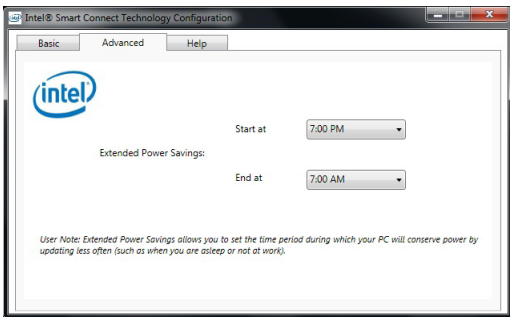 Intel® Smart Connect Technology Configuration
Basic Advanced Help
intel
Start at 7:00 PM
Extended Power Savings:
End at 7:00 AM
User Note: Extended Power Savings allows you to set the time period during which your PC will conserve power by
updating less often (such as when you are asleep or not at work).